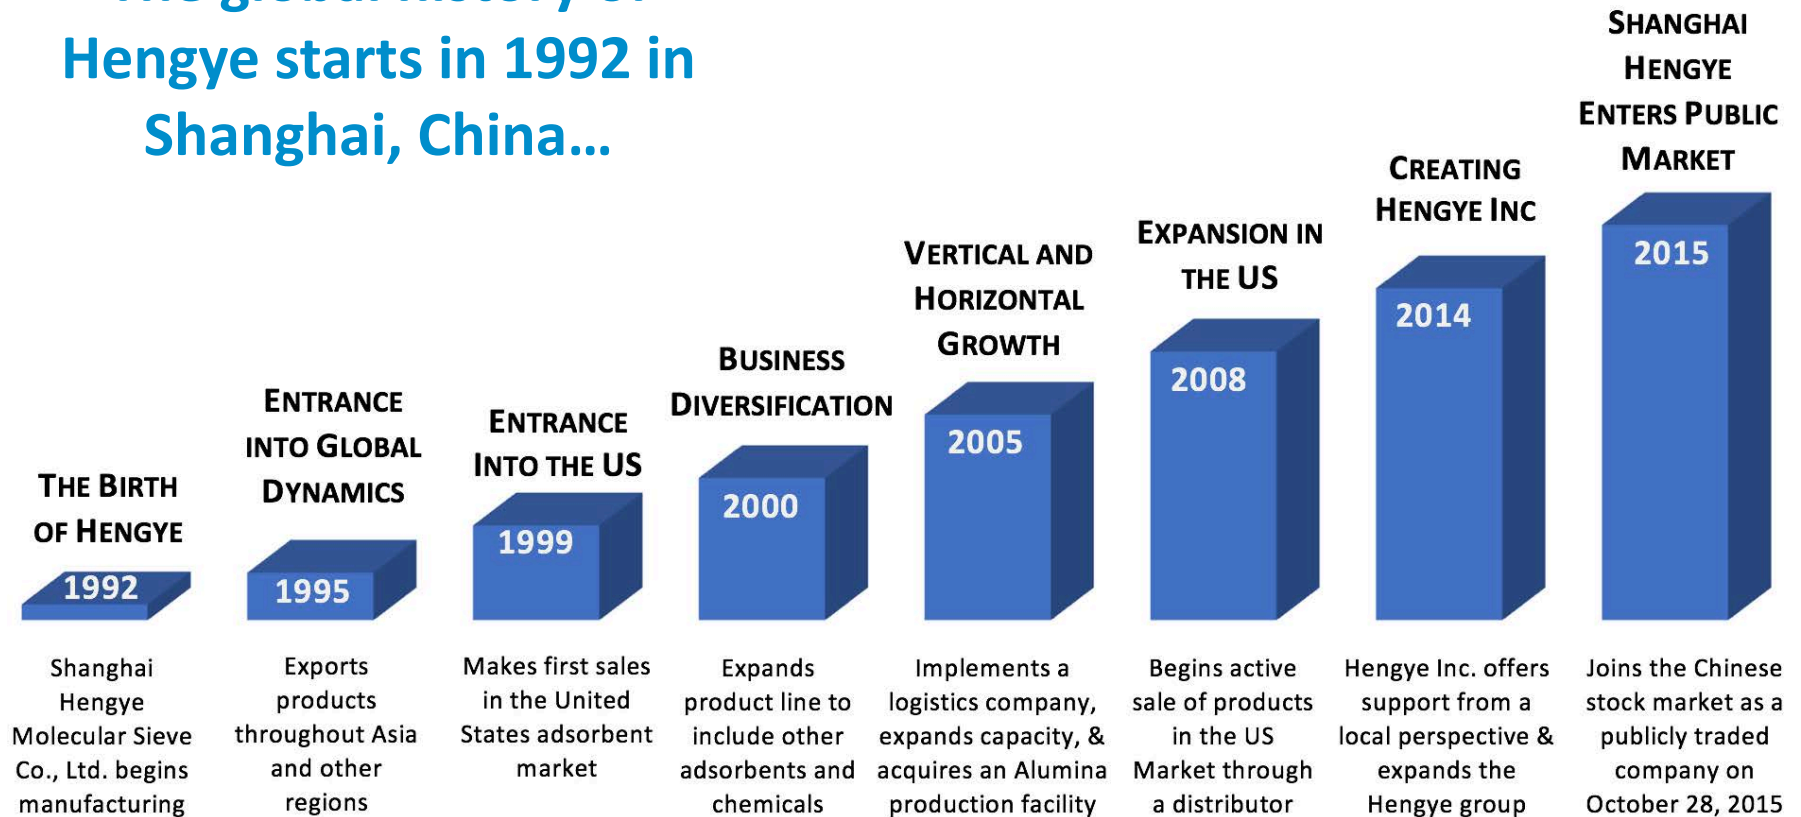 The global history of
Hengye starts in 1992 in
Shanghai, China…
THE BIRTH
OF HENGYE
1992
Shanghai
Hengye
Molecular Sieve
Co., Ltd. begins
manufacturing
ENTRANCE
INTO GLOBAL
DYNAMICS
1995
Exports
products
throughout Asia
and other
regions
ENTRANCE
INTO THE US
1999
Makes first sales
in the United
States adsorbent
market
BUSINESS
DIVERSIFICATION
2000
Expands
product line to
include other
adsorbents and
chemicals
VERTICAL AND
HORIZONTAL
GROWTH
2005
Implements a
logistics company,
expands capacity, &
acquires an Alumina
production facility
EXPANSION IN
THE US
2008
Begins active
sale of products
in the US
Market through
a distributor
CREATING
HENGYE INC
2014
Hengye Inc. offers
support from a
local perspective &
expands the
Hengye group
SHANGHAI
HENGYE
ENTERS PUBLIC
MARKET
2015
Joins the Chinese
stock market as a
publicly traded
company on
October 28, 2015